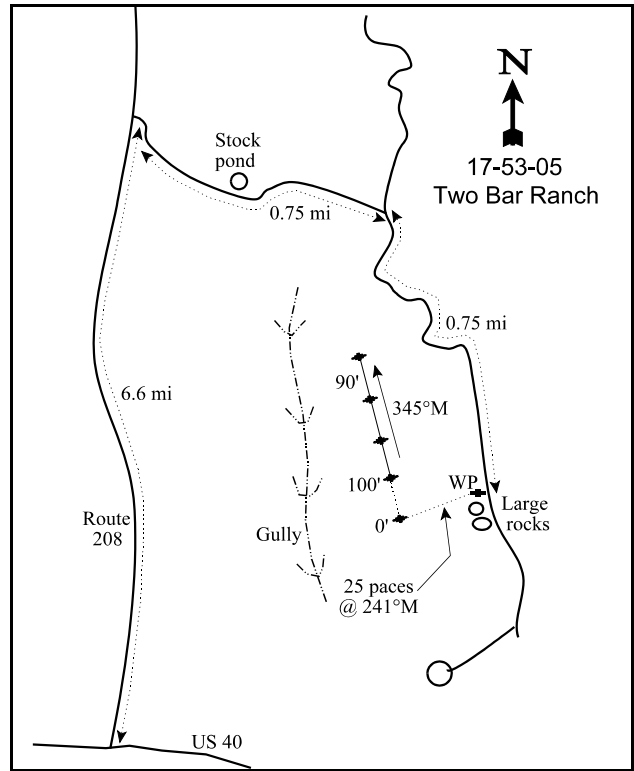 N
17-53-05
Two Bar Ranch
Stock
pond
0.75 mi
0.75 mi
90'
345°M
6.6 mi
100'
WP
Large
rocks
Route
208
0'
Gully
25 paces
@ 241°M
US 40